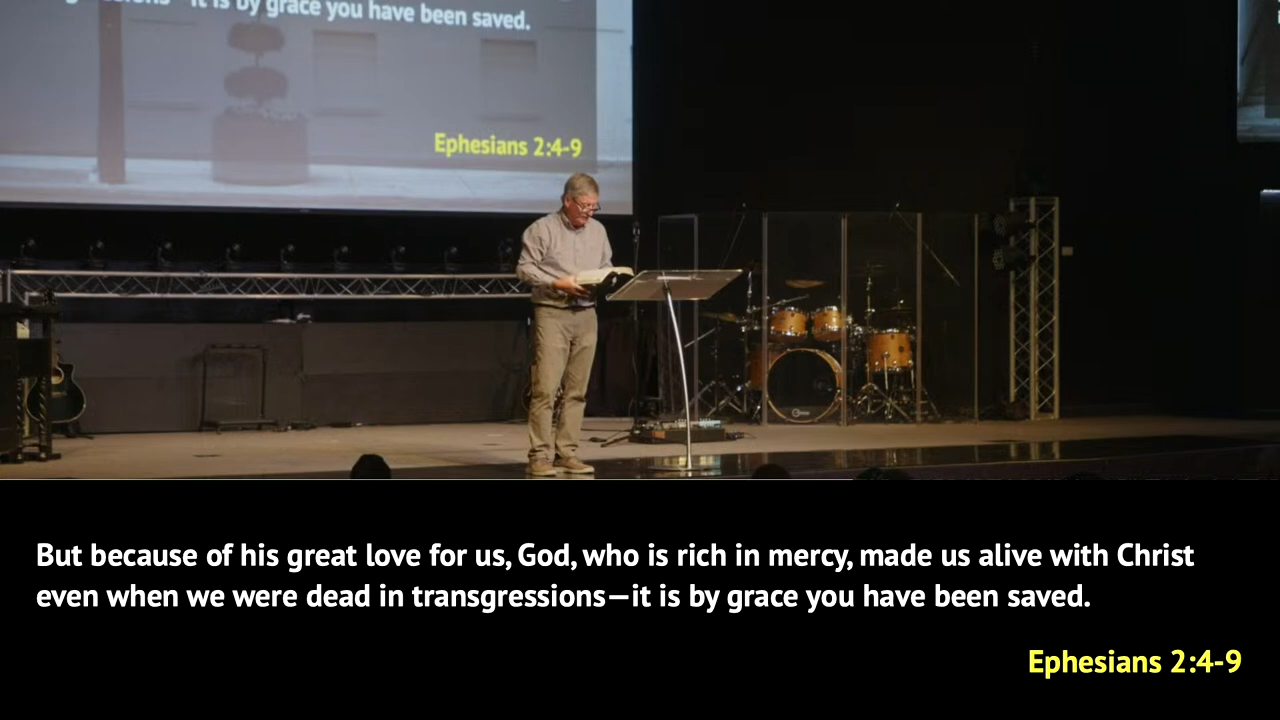 it is by grace you have been saved.
Ephesians 2:4-9
But because of his great love for us, God, who is rich in mercy, made us alive with Christ
even when we were dead in transgressions—it is by grace you have been saved.
Ephesians 2:4-9